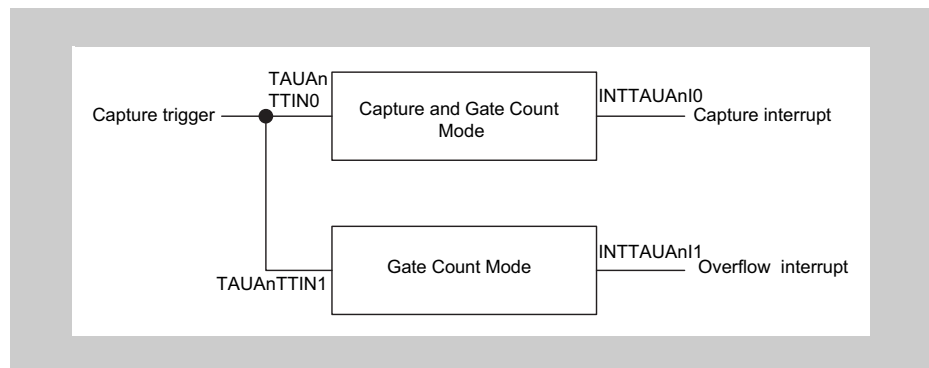 TAUAn
TTIN0
Capture trigger
Capture and Gate Count
Mode
INTTAUAnI0
Capture interrupt
TAUAnTTIN1
Gate Count Mode
INTTAUAnI1
Overflow interrupt